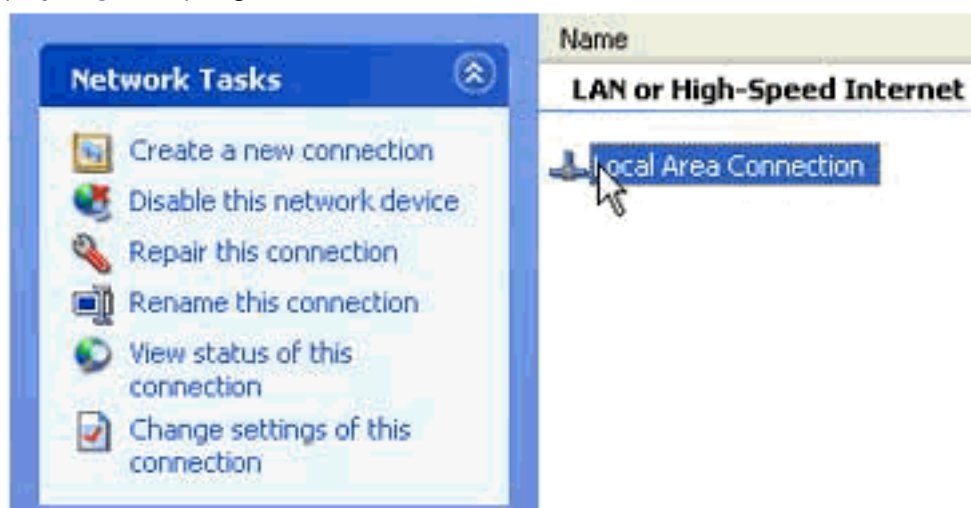 Network Tasks
Create a new connection
Disable this network device
Repair this connection
Rename this connection
View status of this
connection
Change settings of this
connection
Name
LAN or High-Speed Internet
Local Area Connection